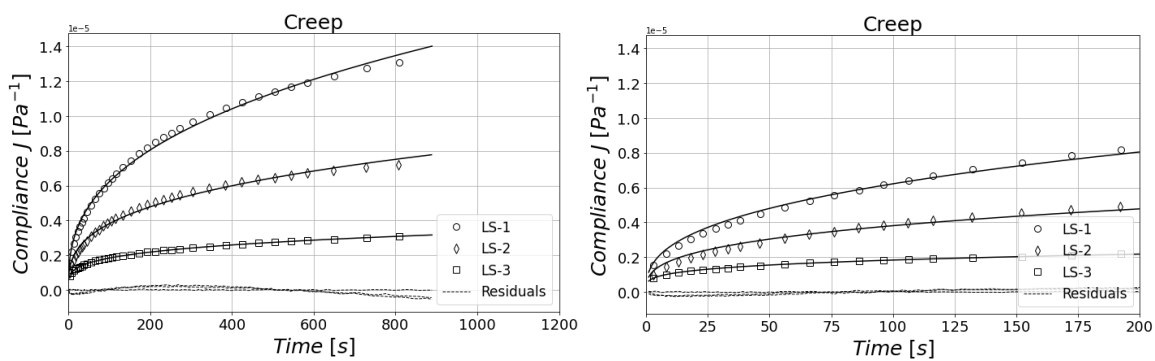 Creep
1e−5
1.4
1.2
1.0
0.8
0.6
0.4
0.2
0.0
Compliance J [Pa⁻¹]
LS-1
LS-2
LS-3
Residuals
0 200 400 600 800 1000 1200
Time [s]
Creep
1e−5
1.4
1.2
1.0
0.8
0.6
0.4
0.2
0.0
Compliance J [Pa⁻¹]
LS-1
LS-2
LS-3
Residuals
0 25 50 75 100 125 150 175 200
Time [s]